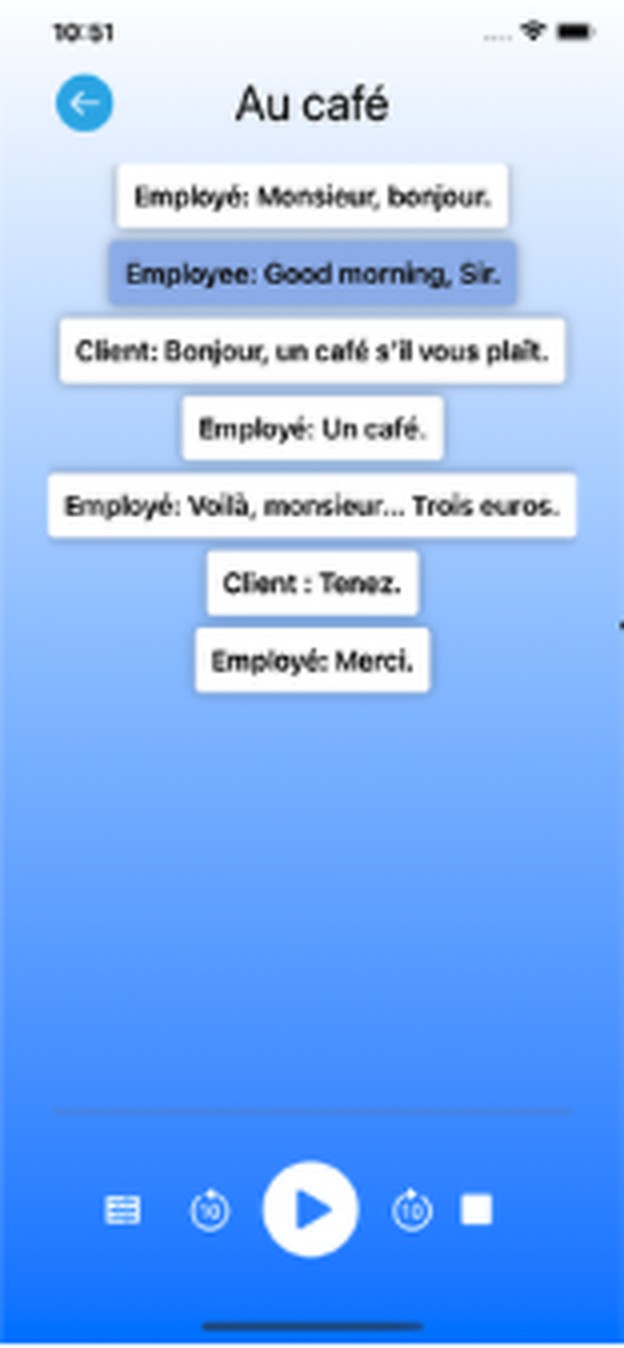 10:51
Au café
Employé: Monsieur, bonjour.
Employee: Good morning, Sir.
Client: Bonjour, un café s'il vous plaît.
Employé: Un café.
Employé: Voilà, monsieur... Trois euros.
Client : Tenez.
Employé: Merci.
10 10